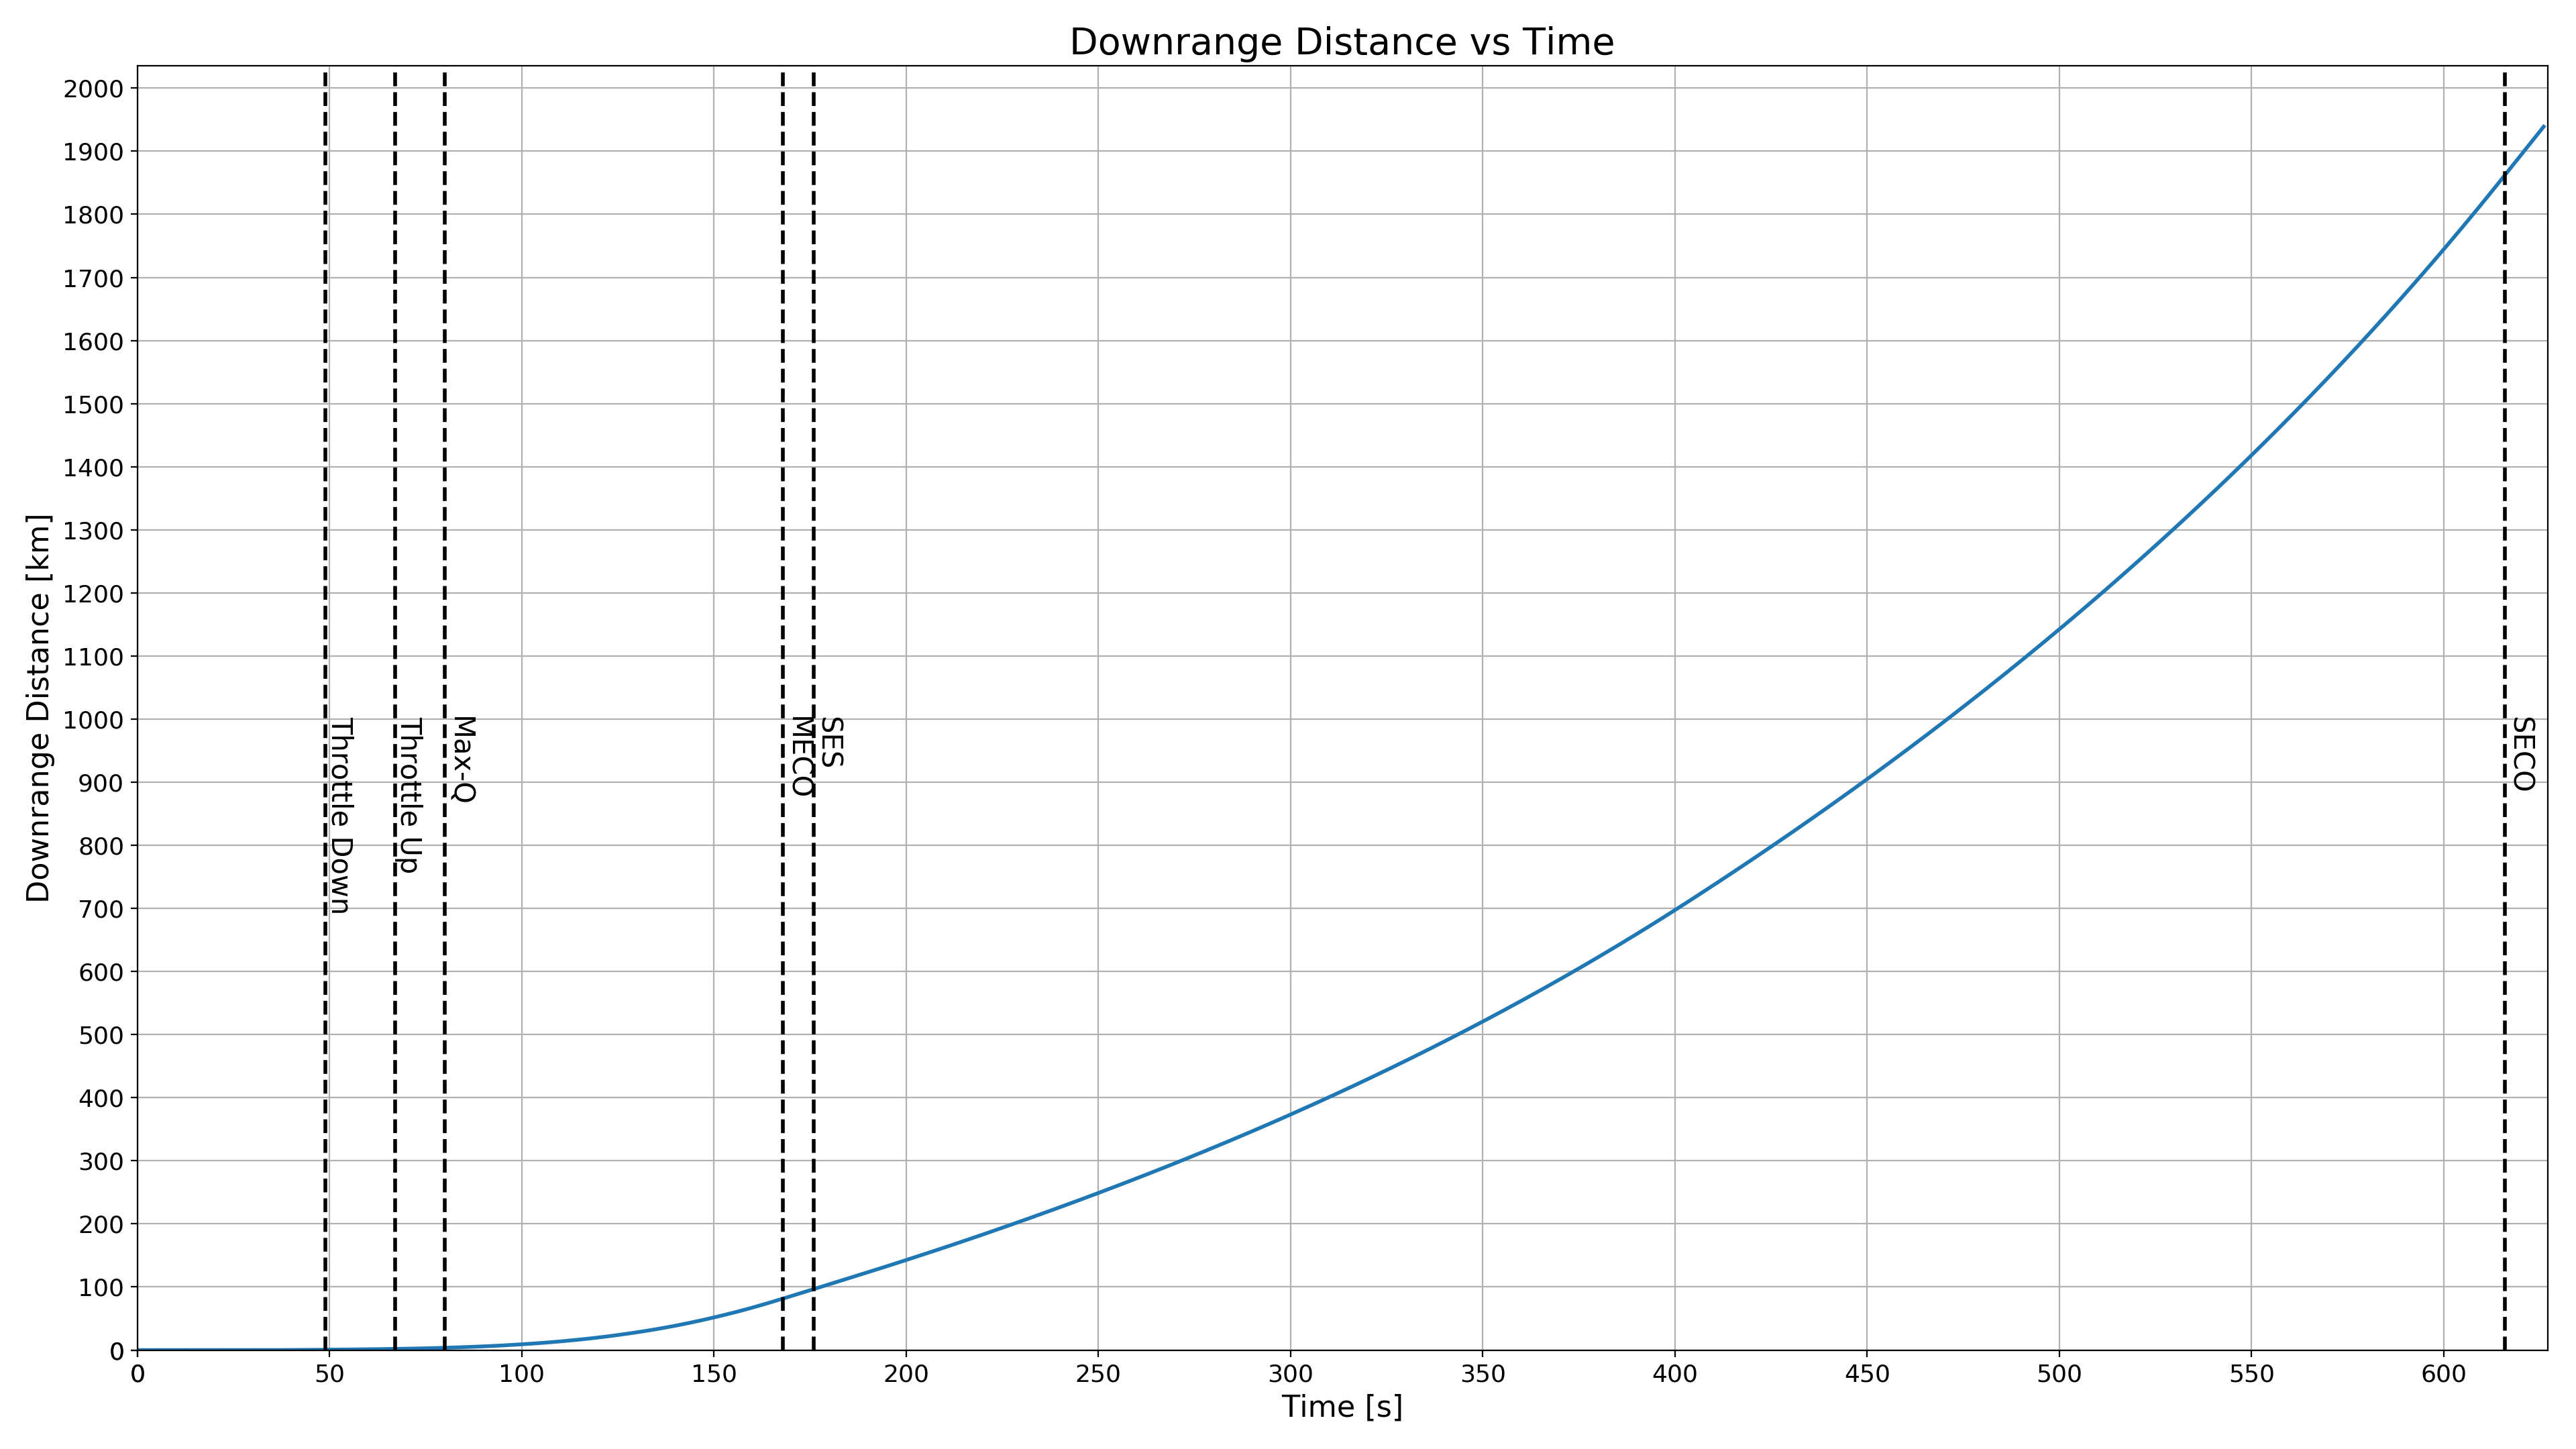 Downrange Distance vs Time
Downrange Distance [km]
2000
1900
1800
1700
1600
1500
1400
1300
1200
1100
1000
900
800
700
600
500
400
300
200
100
0
Throttle Down
Throttle Up
Max-Q
MECO
SES
SECO
0 50 100 150 200 250 300 350 400 450 500 550 600
Time [s]